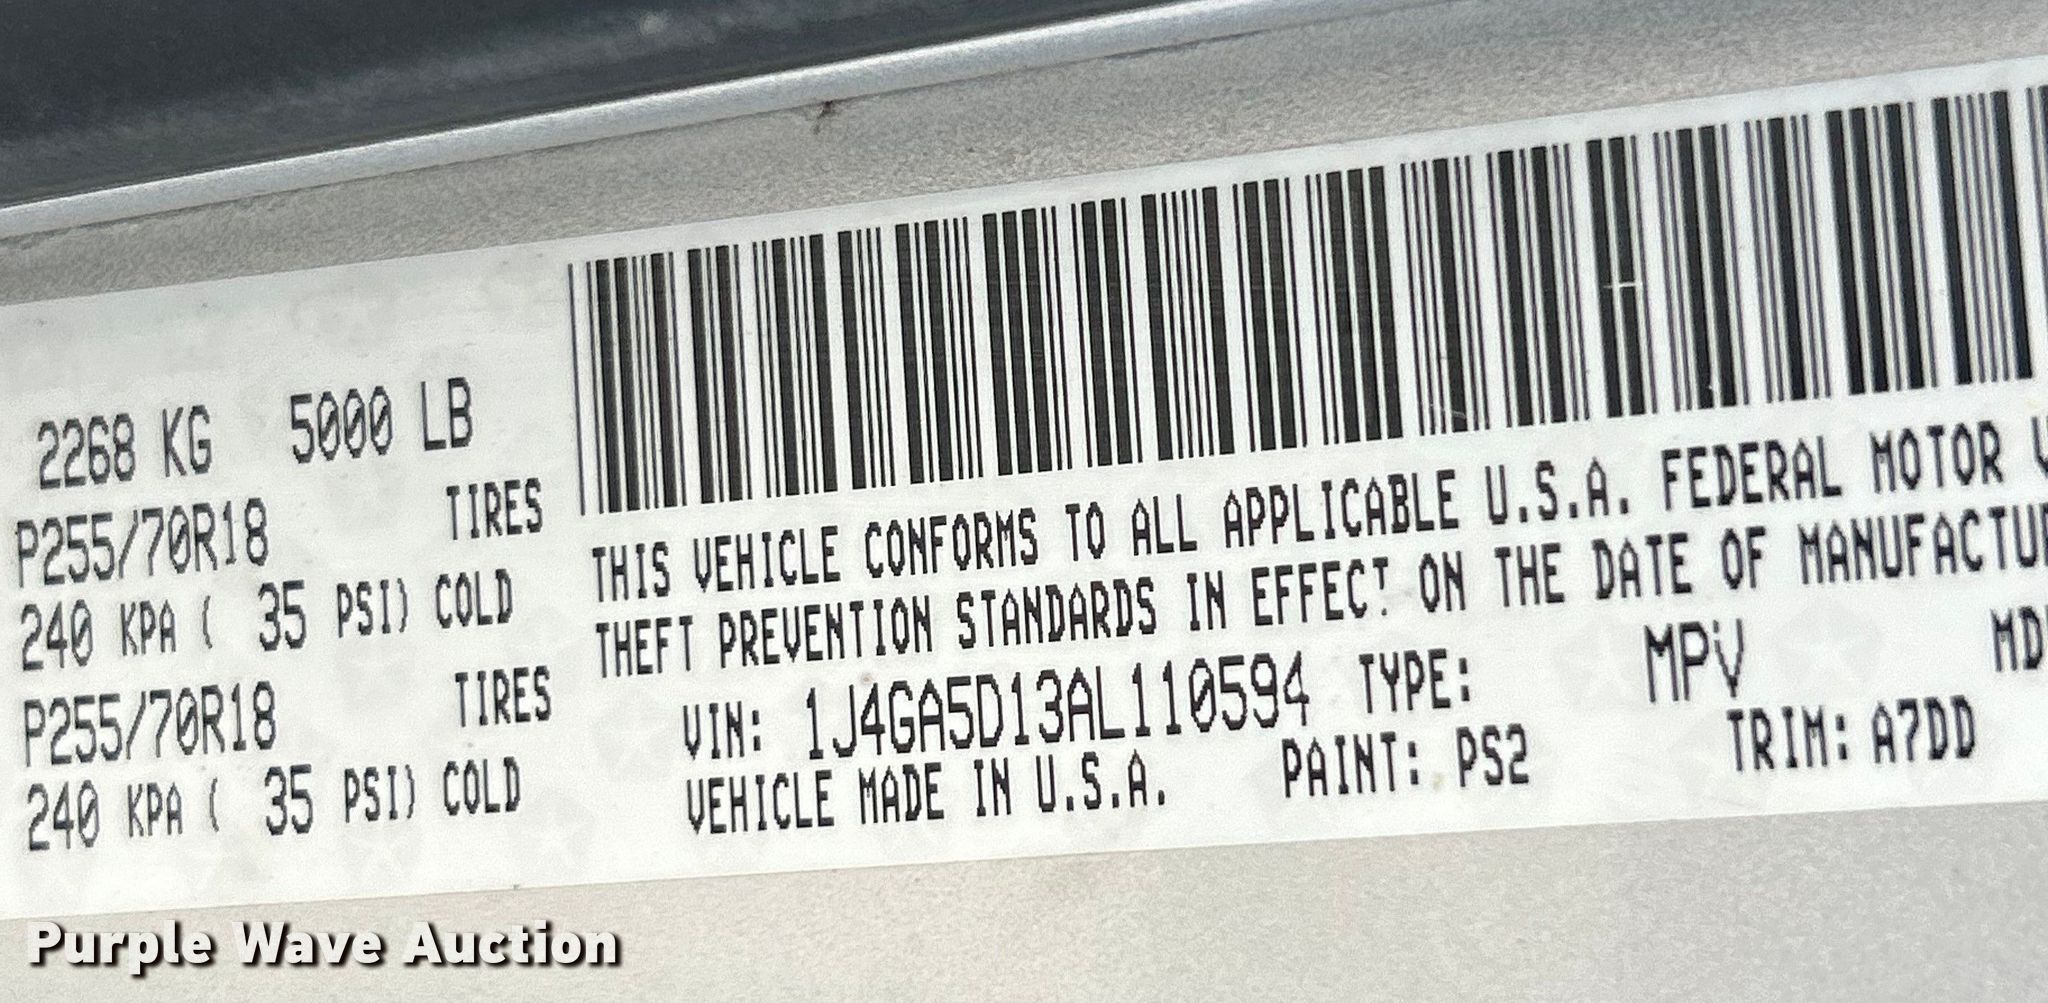 2268 KG 5000 LB
P255/70R18 TIRES
240 KPA ( 35 PSI) COLD
P255/70R18 TIRES
240 KPA ( 35 PSI) COLD
THIS VEHICLE CONFORMS TO ALL APPLICABLE U.S.A. FEDERAL MOTOR
THEFT PREVENTION STANDARDS IN EFFECT ON THE DATE OF MANUFACTU
VIN: 1J4GA5D13AL110594 TYPE: MPV MD
VEHICLE MADE IN U.S.A. PAINT: PS2 TRIM: A7DD
Purple Wave Auction